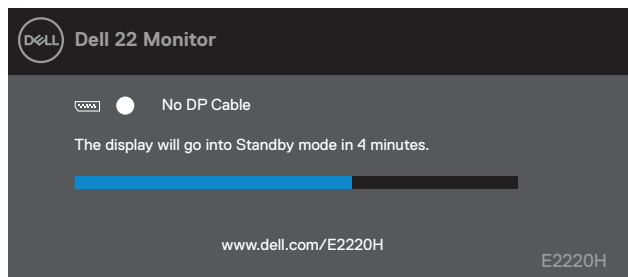 DELL Dell 22 Monitor
No DP Cable
The display will go into Standby mode in 4 minutes.
www.dell.com/E2220H
E2220H